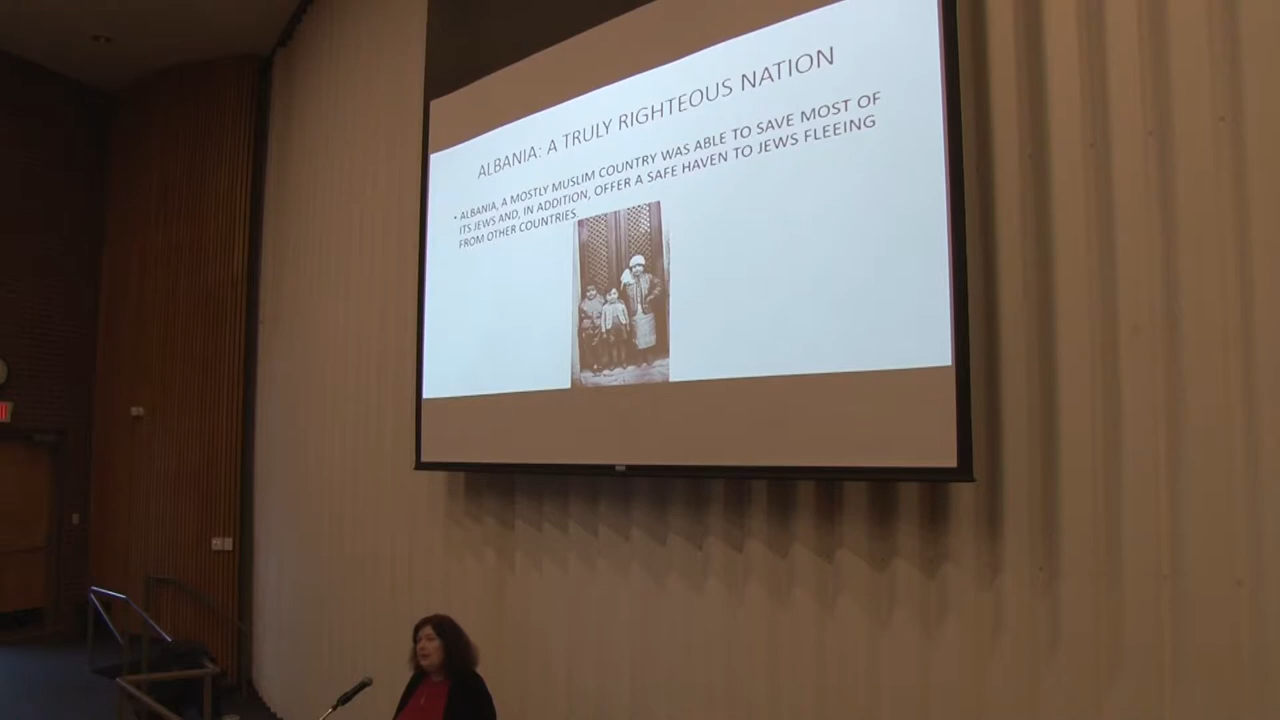 ALBANIA: A TRULY RIGHTEOUS NATION
• ALBANIA, A MOSTLY MUSLIM COUNTRY WAS ABLE TO SAVE MOST OF
ITS JEWS AND, IN ADDITION, OFFER A SAFE HAVEN TO JEWS FLEEING
FROM OTHER COUNTRIES.